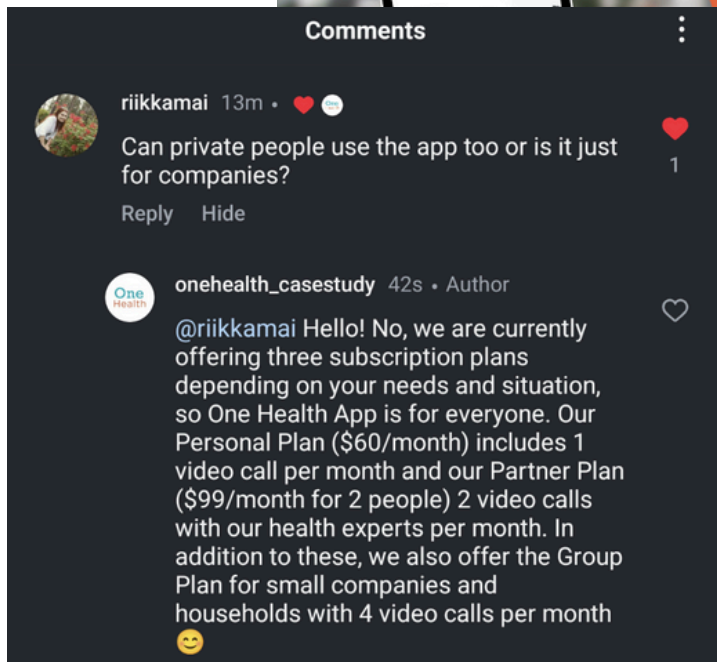 Comments
riikkamai 13m •
Can private people use the app too or is it just
for companies?
1
Reply Hide
One
Health
onehealth_casestudy 42s • Author
@riikkamai Hello! No, we are currently
offering three subscription plans
depending on your needs and situation,
so One Health App is for everyone. Our
Personal Plan ($60/month) includes 1
video call per month and our Partner Plan
($99/month for 2 people) 2 video calls
with our health experts per month. In
addition to these, we also offer the Group
Plan for small companies and
households with 4 video calls per month
😊